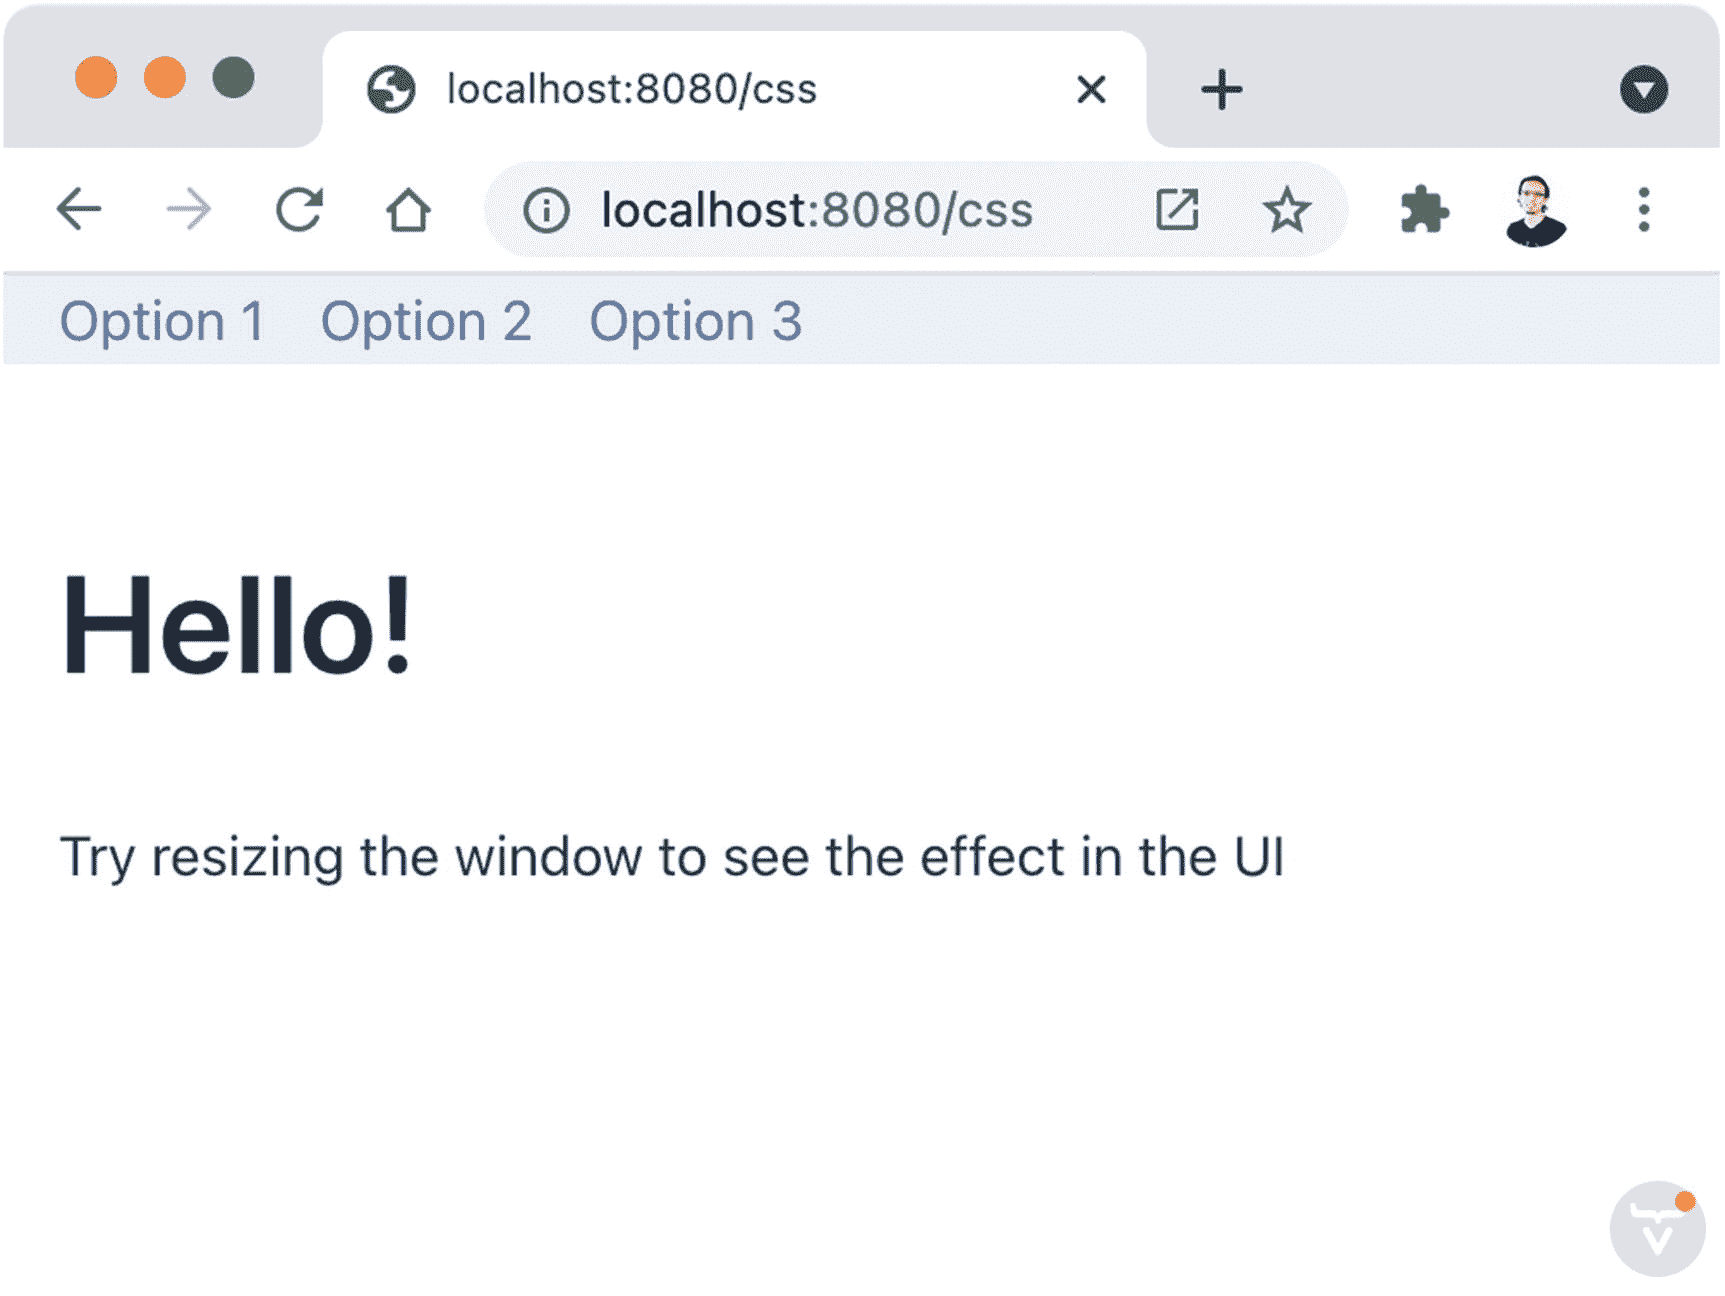 localhost:8080/css
localhost:8080/css
Option 1 Option 2 Option 3
Hello!
Try resizing the window to see the effect in the UI